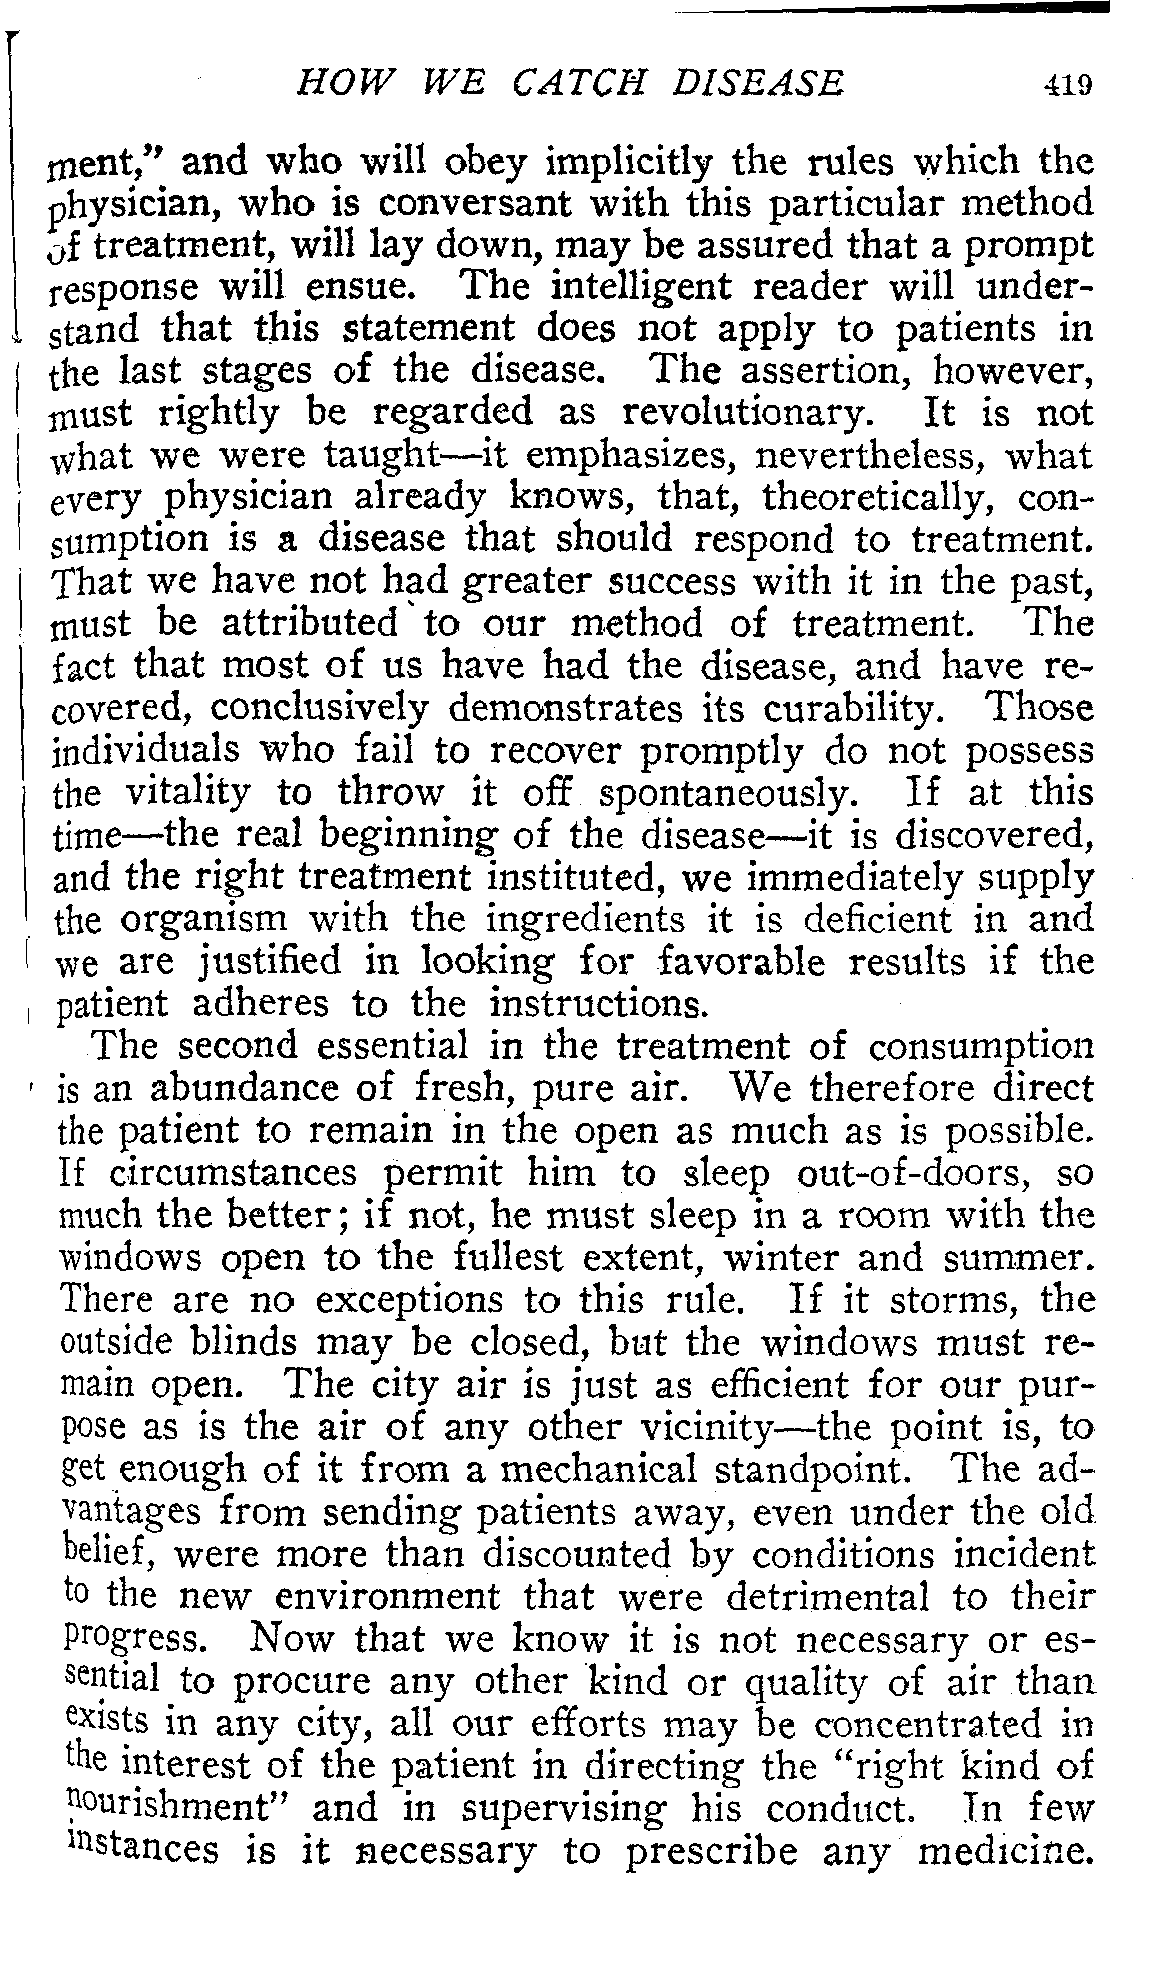 HOW WE CATCH DISEASE 419
ment," and who will obey implicitly the rules which the
physician, who is conversant with this particular method
of treatment, will lay down, may be assured that a prompt
response will ensue. The intelligent reader will under-
stand that this statement does not apply to patients in
the last stages of the disease. The assertion, however,
must rightly be regarded as revolutionary. It is not
what we were taught—it emphasizes, nevertheless, what
every physician already knows, that, theoretically, con-
sumption is a disease that should respond to treatment.
That we have not had greater success with it in the past,
must be attributed to our method of treatment. The
fact that most of us have had the disease, and have re-
covered, conclusively demonstrates its curability. Those
individuals who fail to recover promptly do not possess
the vitality to throw it off spontaneously. If at this
time—the real beginning of the disease—it is discovered,
and the right treatment instituted, we immediately supply
the organism with the ingredients it is deficient in and
we are justified in looking for favorable results if the
patient adheres to the instructions.
The second essential in the treatment of consumption
is an abundance of fresh, pure air. We therefore direct
the patient to remain in the open as much as is possible.
If circumstances permit him to sleep out-of-doors, so
much the better; if not, he must sleep in a room with the
windows open to the fullest extent, winter and summer.
There are no exceptions to this rule. If it storms, the
outside blinds may be closed, but the windows must re-
main open. The city air is just as efficient for our pur-
pose as is the air of any other vicinity—the point is, to
get enough of it from a mechanical standpoint. The ad-
vantages from sending patients away, even under the old
belief, were more than discounted by conditions incident
to the new environment that were detrimental to their
progress. Now that we know it is not necessary or es-
sential to procure any other kind or quality of air than
exists in any city, all our efforts may be concentrated in
the interest of the patient in directing the "right kind of
nourishment" and in supervising his conduct. In few
instances is it necessary to prescribe any medicine.